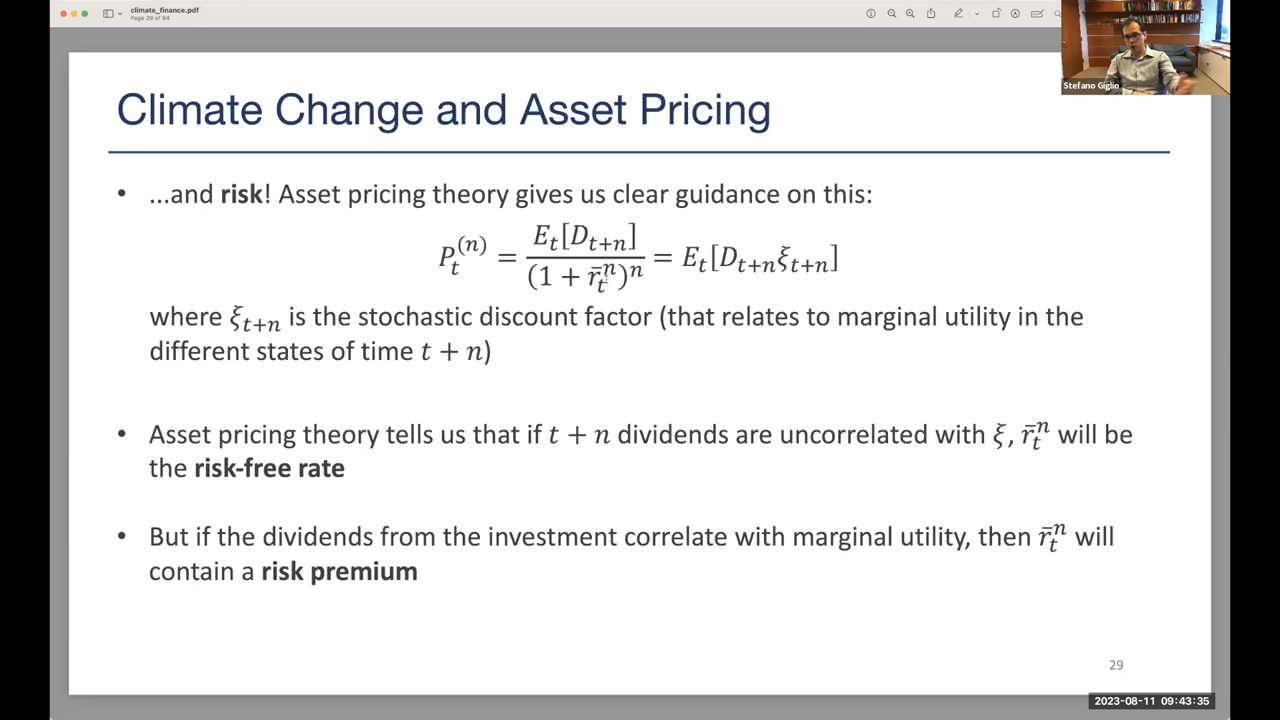 climate_finance.pdf
Page 29 of 94
Stefano Giglio
Climate Change and Asset Pricing
• ...and risk! Asset pricing theory gives us clear guidance on this:
P_t^{(n)} = \frac{E_t[D_{t+n}]}{(1 + \bar{r}_t^n)^n} = E_t[D_{t+n}ξ_{t+n}]
where ξ_{t+n} is the stochastic discount factor (that relates to marginal utility in the
different states of time t + n)
• Asset pricing theory tells us that if t + n dividends are uncorrelated with ξ, \bar{r}_t^n will be
the risk-free rate
• But if the dividends from the investment correlate with marginal utility, then \bar{r}_t^n will
contain a risk premium
29
2023-08-11 09:43:35